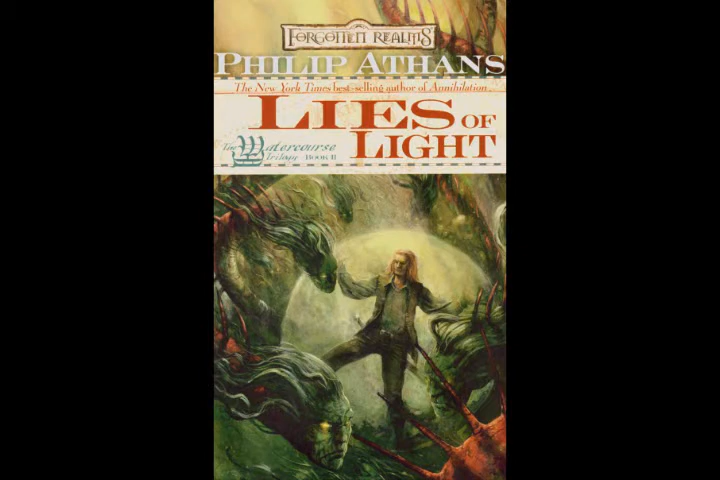 FORGOTTEN REALMS
PHILIP ATHANS
The New York Times best-selling author of Annihilation
LIES OF
LIGHT
The Watercourse
Trilogy BOOK II